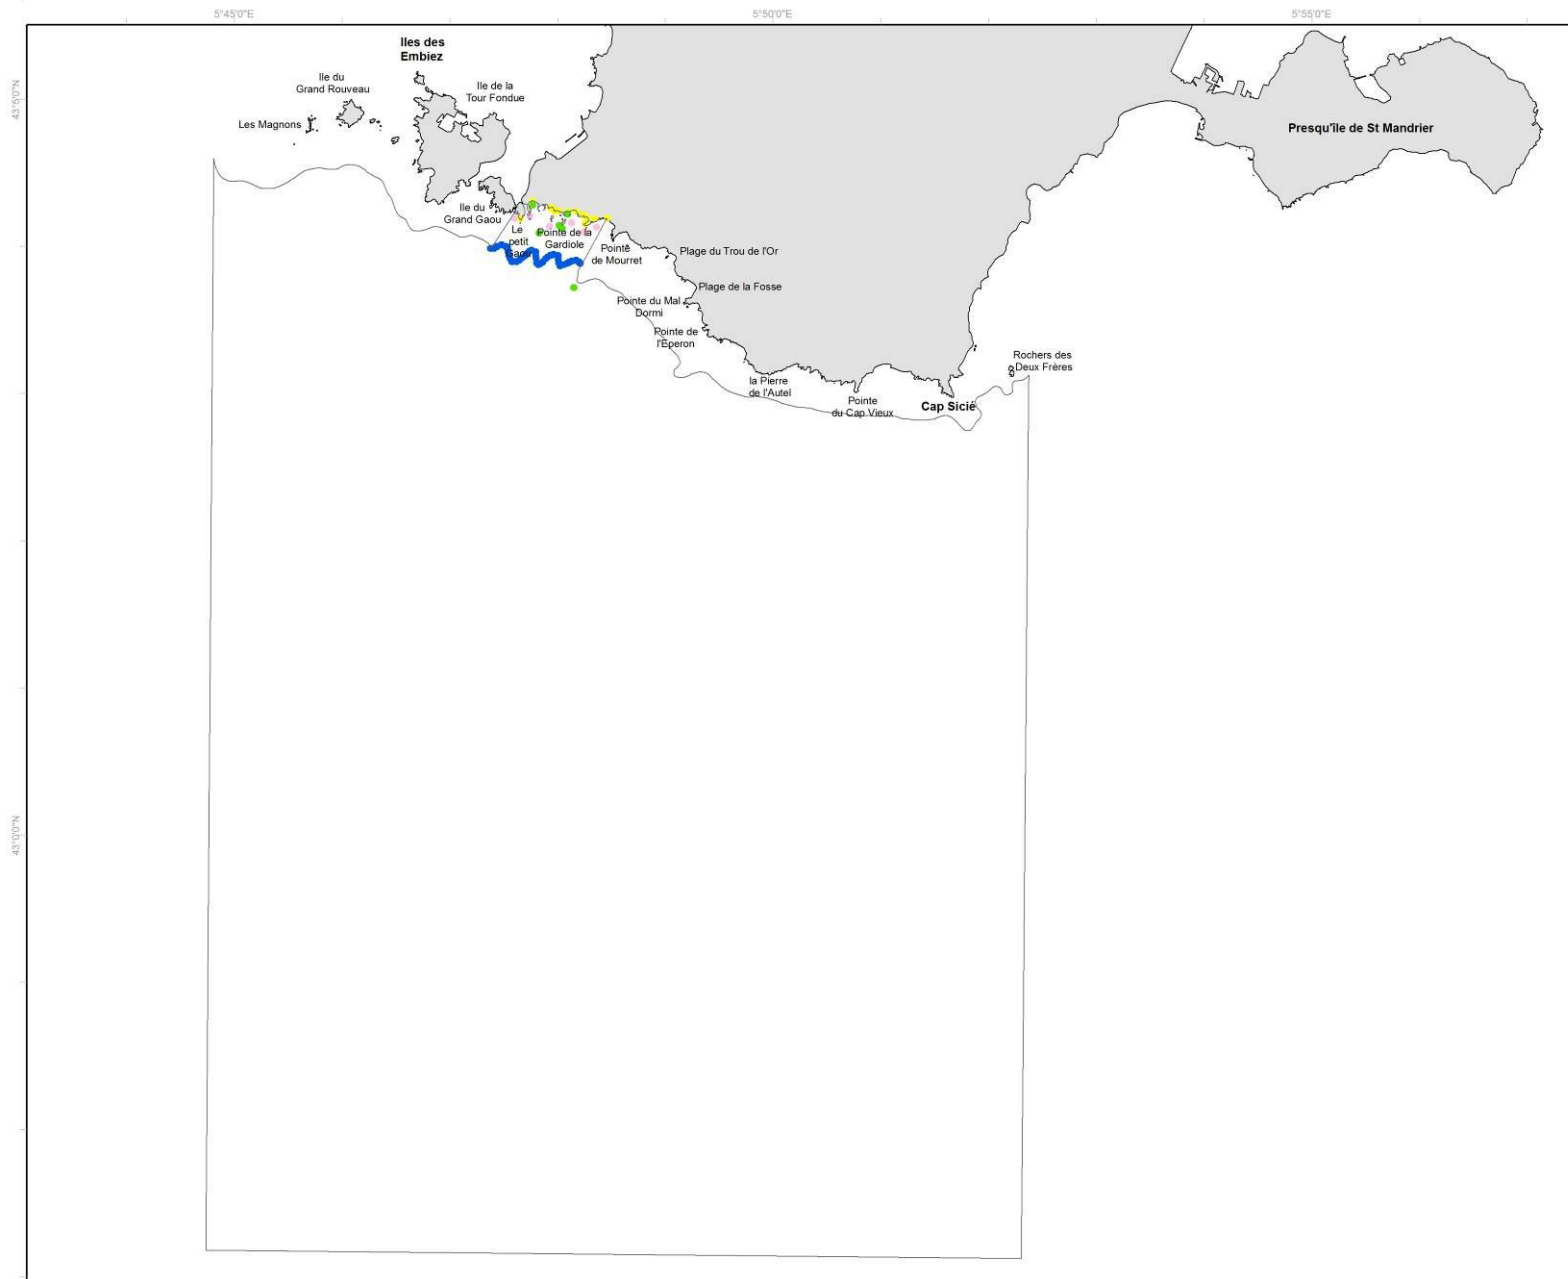 5°45'0"E
5°50'0"E
5°55'0"E
43°5'0"N
43°0'0"N
Iles des
Embiez
Ile du
Grand Rouveau
Ile de la
Tour Fondue
Les Magnons
Presqu'île de St Mandrier
Ile du
Grand Gaou
Le
petit
Gaou
Pointe de la
Gardiole
Pointe
de Mourret
Plage du Trou de l'Or
Plage de la Fosse
Pointe du Mal
Dormi
Pointe de
l'Eperon
Rochers des
Deux Frères
la Pierre
de l'Autel
Pointe
du Cap Vieux
Cap Sicié